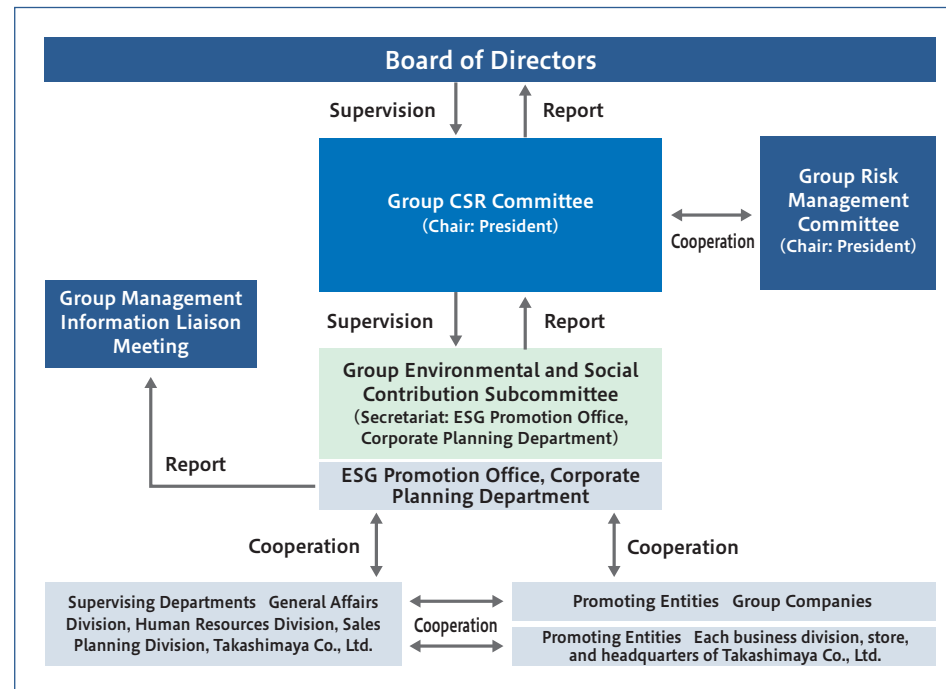 Board of Directors
Supervision
Report
Group CSR Committee
(Chair: President)
Cooperation
Group Risk
Management
Committee
(Chair: President)
Group Management
Information Liaison
Meeting
Supervision
Report
Group Environmental and Social
Contribution Subcommittee
(Secretariat: ESG Promotion Office,
Corporate Planning Department)
Report
ESG Promotion Office, Corporate
Planning Department
Cooperation
Cooperation
Supervising Departments General Affairs
Division, Human Resources Division, Sales
Planning Division, Takashimaya Co., Ltd.
Cooperation
Promoting Entities Group Companies
Promoting Entities Each business division, store,
and headquarters of Takashimaya Co., Ltd.